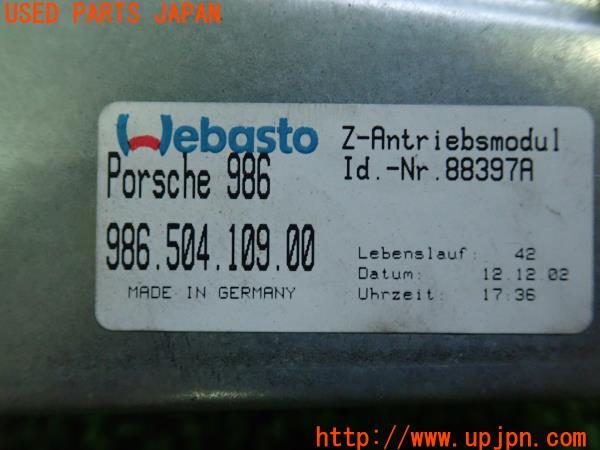 USED PARTS JAPAN
Webasto
Z-Antriebsmodul
Porsche 986
Id.-Nr.88397A
986.504.109.00
Lebenslauf: 42
Datum: 12.12.02
MADE IN GERMANY
Uhrzeit: 17:36
http://www.upjpn.com